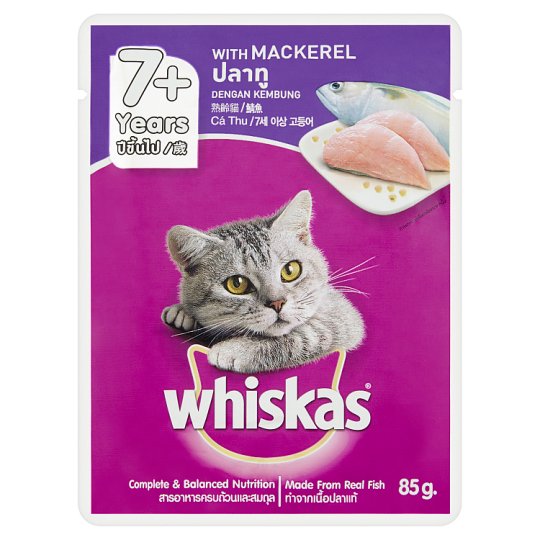 7+
Years
ปีขึ้นไป /歲
WITH MACKEREL
ปลาทู
DENGAN KEMBUNG
熟齡貓/鯖魚
Cá Thu/7세 이상 고등어
whiskas®
Complete & Balanced Nutrition
สารอาหารครบถ้วนและสมดุล
Made From Real Fish
ทำจากเนื้อปลาแท้
85g.